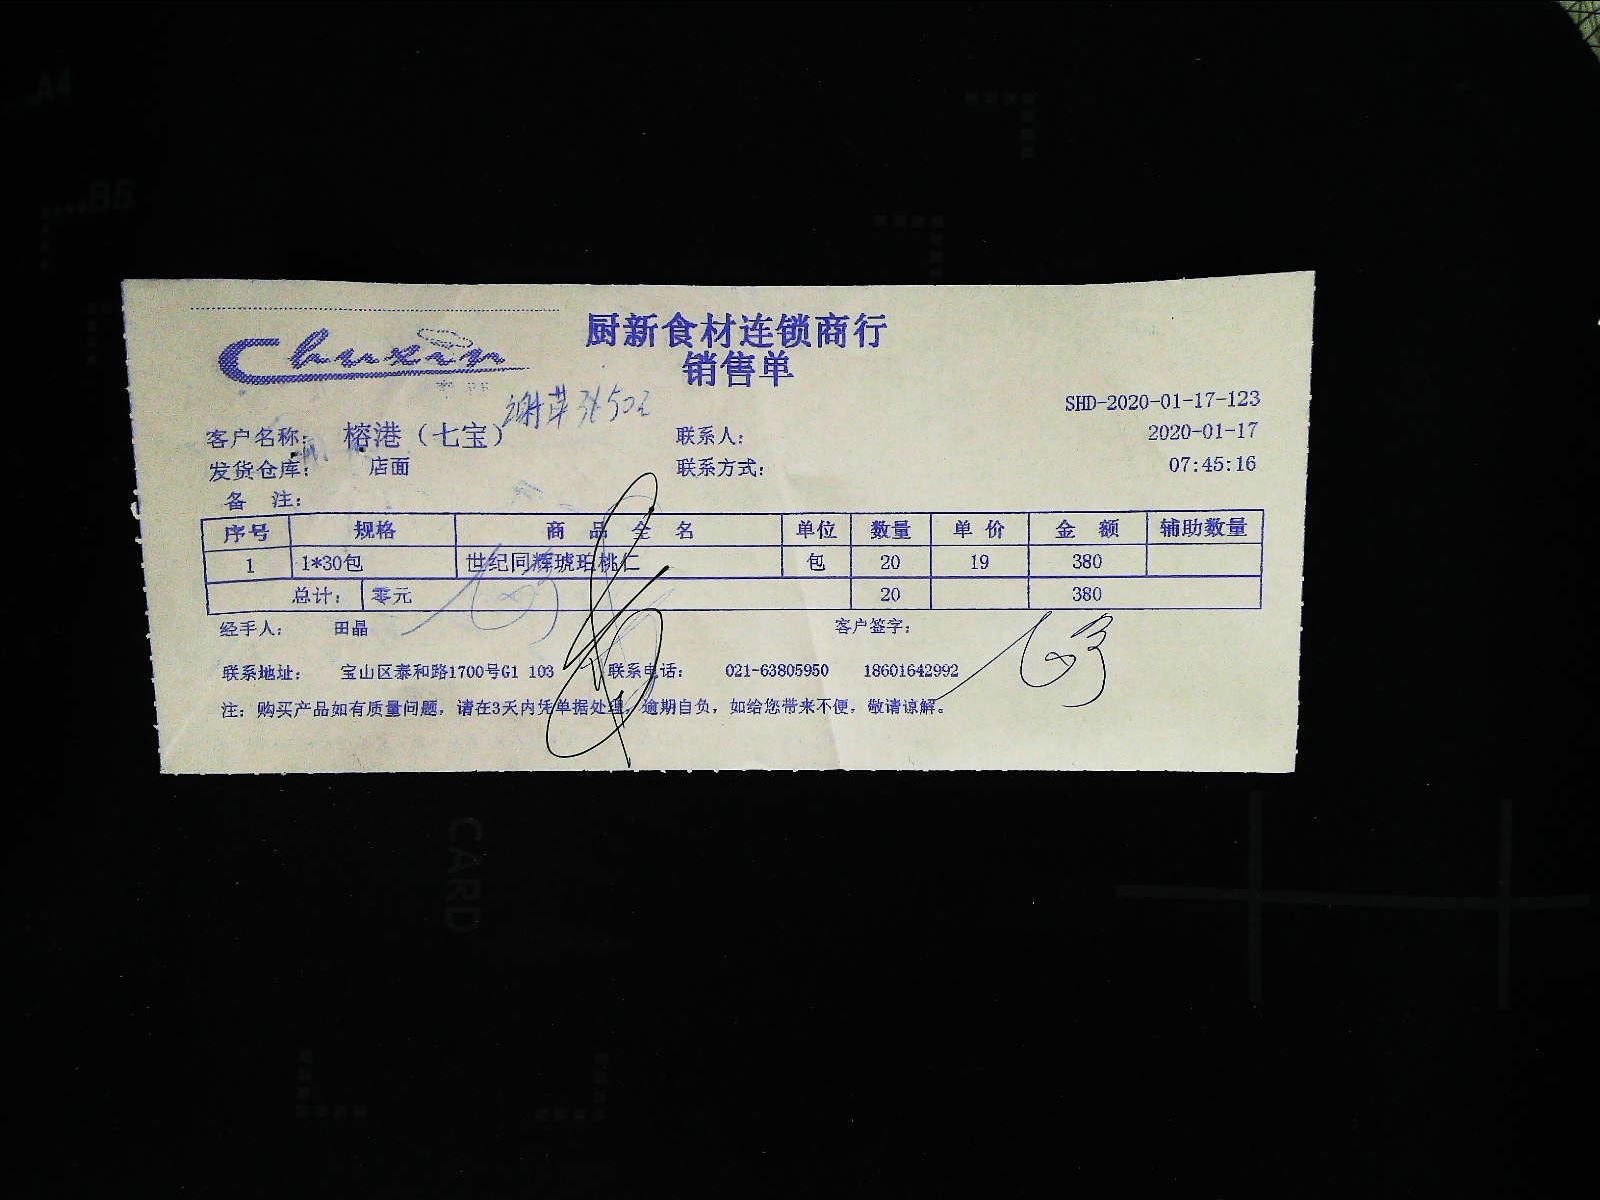 Chuxin
厨新食材连锁商行
销售单
SHD-2020-01-17-123
客户名称: 榕港（七宝） 联系人: 2020-01-17
发货仓库: 店面 联系方式: 07:45:16
备 注:
序号 规格 商 品 全 名 单位 数量 单 价 金 额 辅助数量
1 1*30包 世纪同辉琥珀桃仁 包 20 19 380
总计: 零元 20 380
经手人: 田晶 客户签字:
联系地址: 宝山区泰和路1700号G1 103 联系电话: 021-63805950 18601642992
注: 购买产品如有质量问题, 请在3天内凭单据处理, 逾期自负, 如给您带来不便, 敬请谅解。
A4
B5
CARD